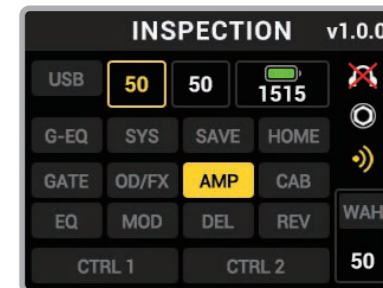 INSPECTION v1.0.0
USB 50 50 1515
G-EQ SYS SAVE HOME
GATE OD/FX AMP CAB
EQ MOD DEL REV WAH
CTRL 1 CTRL 2 50